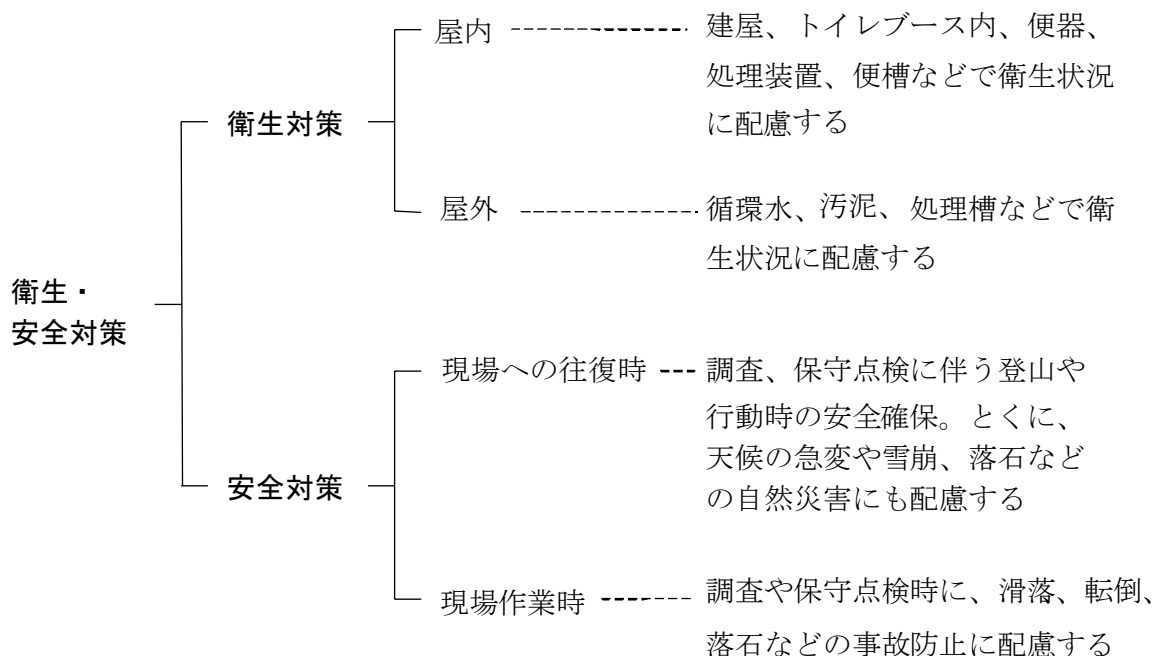 衛生・
安全対策
衛生対策
屋内
建屋、トイレブース内、便器、
処理装置、便槽などで衛生状況
に配慮する
屋外
循環水、汚泥、処理槽などで衛
生状況に配慮する
安全対策
現場への往復時
調査、保守点検に伴う登山や
行動時の安全確保。とくに、
天候の急変や雪崩、落石など
の自然災害にも配慮する
現場作業時
調査や保守点検時に、滑落、転倒、
落石などの事故防止に配慮する